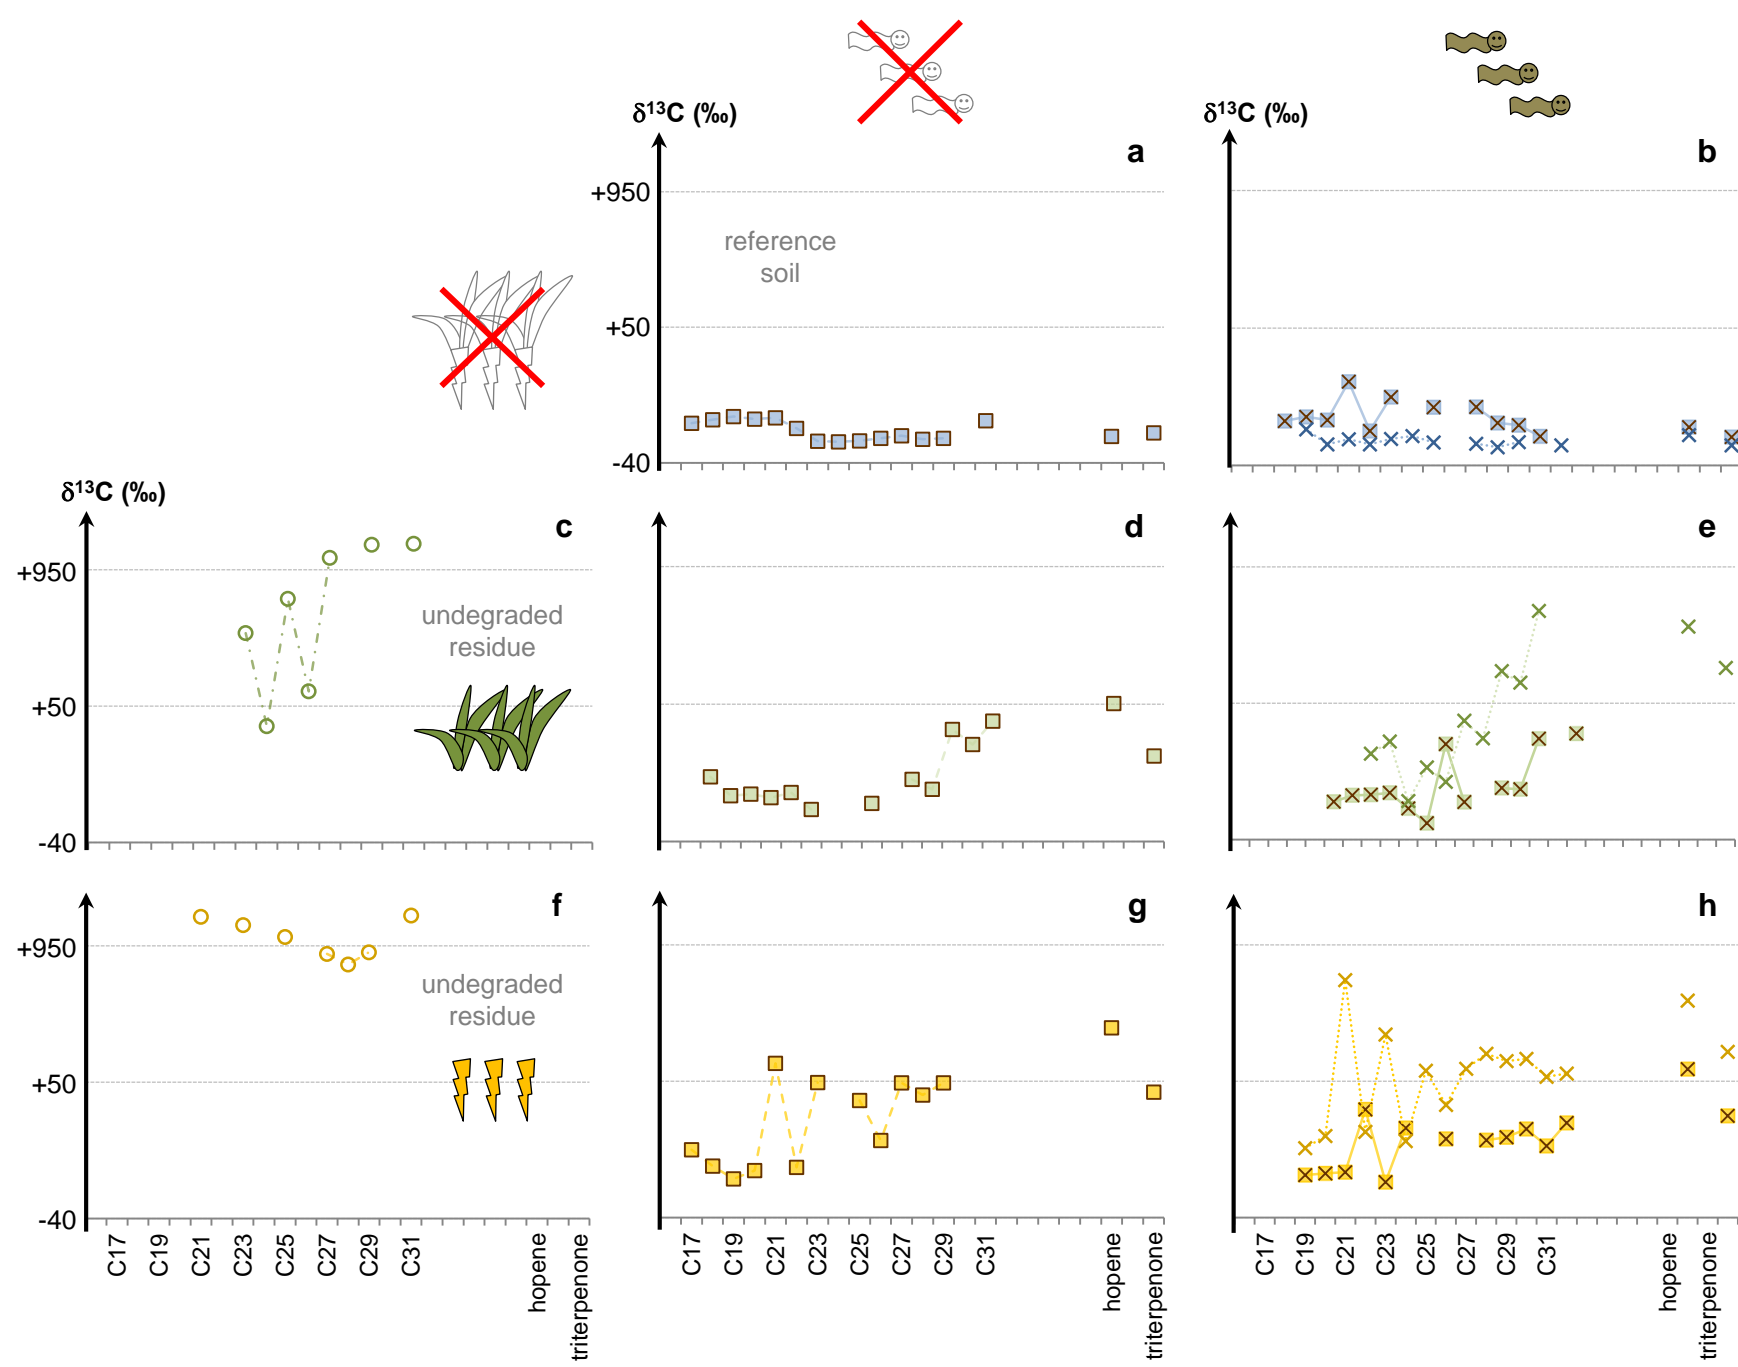 δ¹³C (‰)
δ¹³C (‰)
a
b
+950
reference
soil
+50
-40
δ¹³C (‰)
c
d
e
+950
undegraded
residue
+50
-40
f
g
h
+950
undegraded
residue
+50
-40
C17
C19
C21
C23
C25
C27
C29
C31
hopene
triterpenone
C17
C19
C21
C23
C25
C27
C29
C31
hopene
triterpenone
C17
C19
C21
C23
C25
C27
C29
C31
hopene
triterpenone